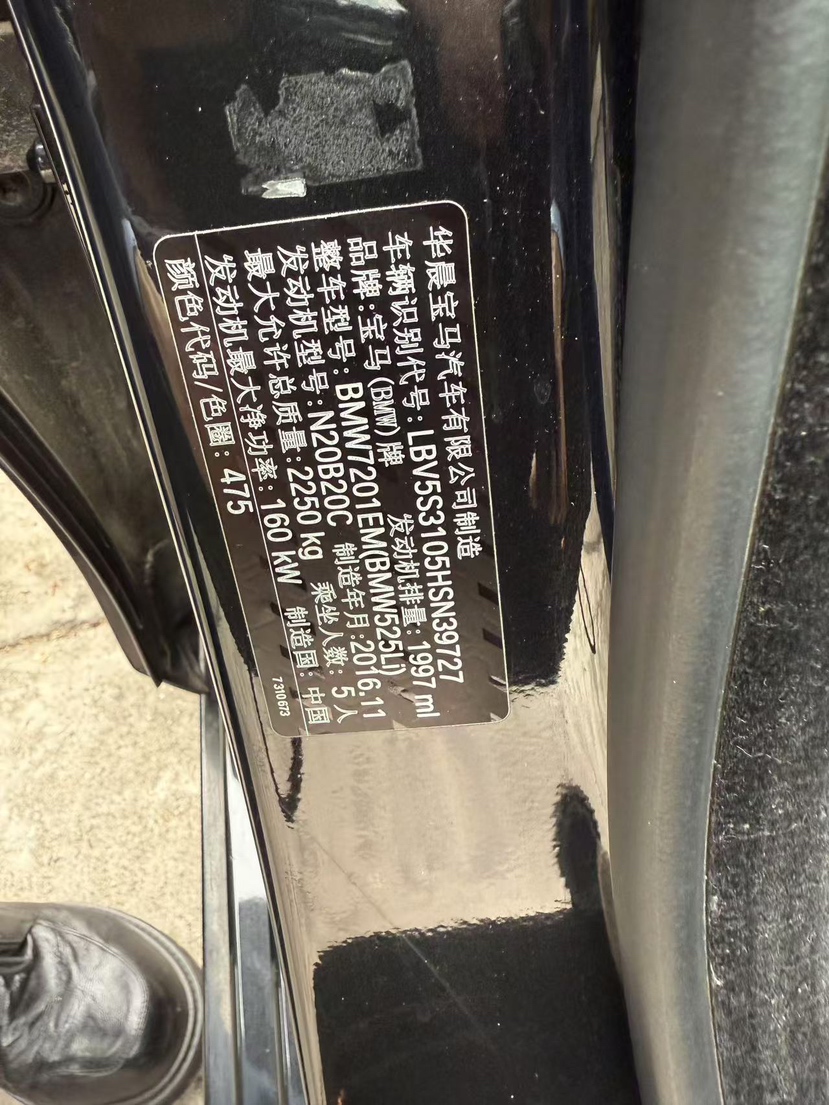 华晨宝马汽车有限公司制造
车辆识别代号:LBV5S3105HSN39727
品牌:宝马(BMW)牌 发动机排量:1997 ml
整车型号:BMW7201EM(BMW525Li)
发动机型号:N20B20C 制造年月:2016.11
最大允许总质量:2250 kg 乘坐人数:5人
发动机最大净功率:160 kW 制造国:中国
颜色代码/色圈:475
7 310 673